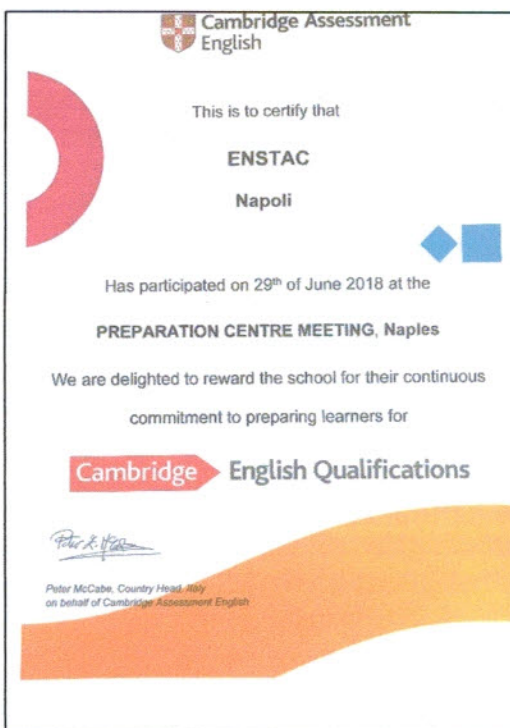 Cambridge Assessment
English
This is to certify that
ENSTAC
Napoli
Has participated on 29th of June 2018 at the
PREPARATION CENTRE MEETING, Naples
We are delighted to reward the school for their continuous
commitment to preparing learners for
Cambridge English Qualifications
Peter McCabe, Country Head, Italy
on behalf of Cambridge Assessment English